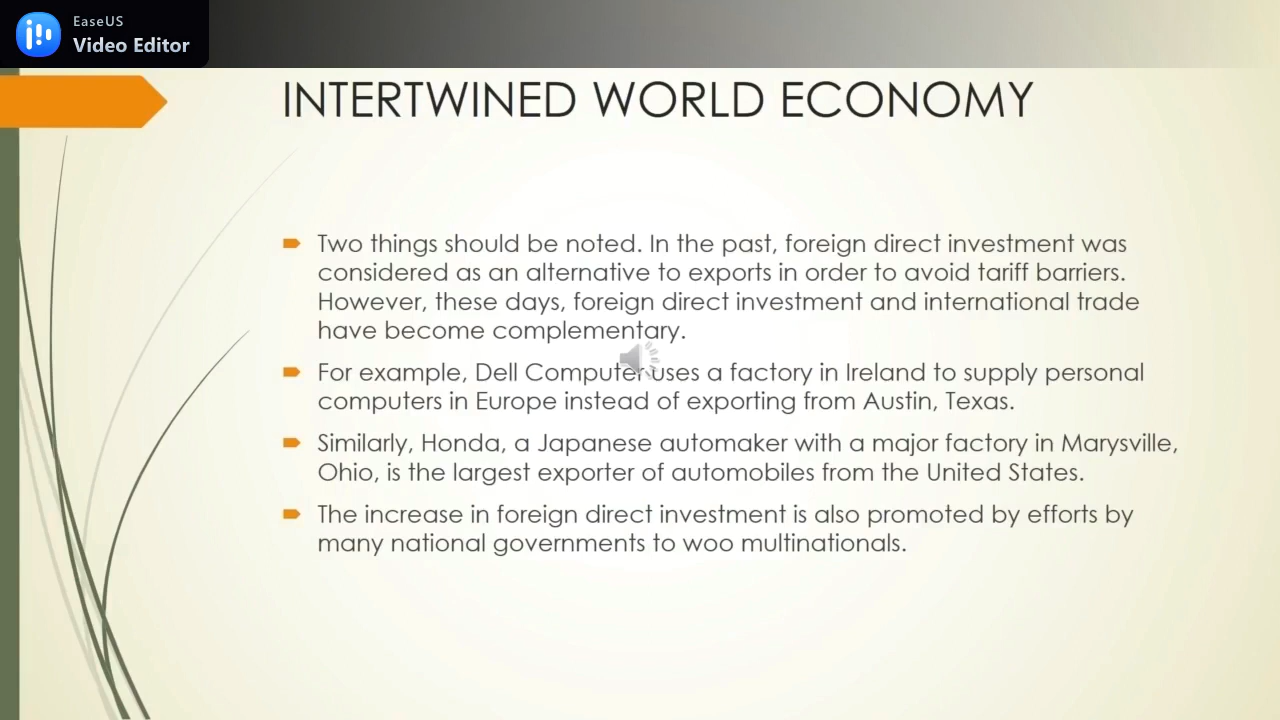 EaseUS
Video Editor
INTERTWINED WORLD ECONOMY
Two things should be noted. In the past, foreign direct investment was
considered as an alternative to exports in order to avoid tariff barriers.
However, these days, foreign direct investment and international trade
have become complementary.
For example, Dell Computer uses a factory in Ireland to supply personal
computers in Europe instead of exporting from Austin, Texas.
Similarly, Honda, a Japanese automaker with a major factory in Marysville,
Ohio, is the largest exporter of automobiles from the United States.
The increase in foreign direct investment is also promoted by efforts by
many national governments to woo multinationals.